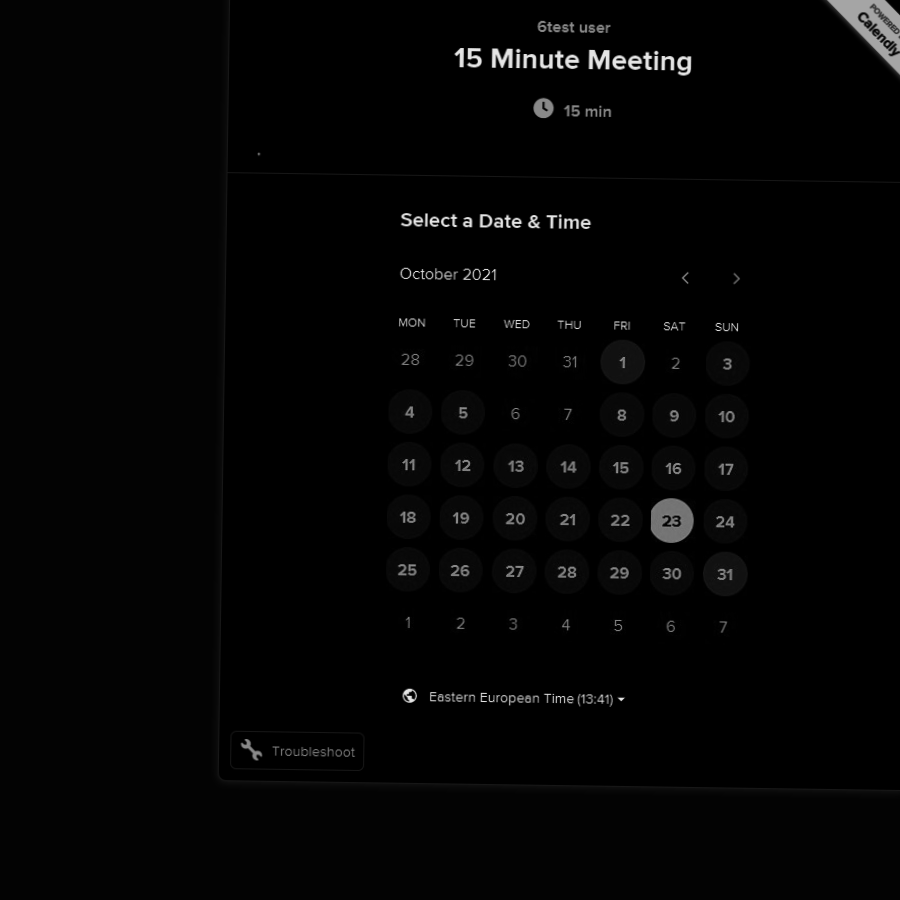 6test user
15 Minute Meeting
15 min
POWERED
Calendly
Select a Date & Time
October 2021
MON TUE WED THU FRI SAT SUN
28 29 30 31 1 2 3
4 5 6 7 8 9 10
11 12 13 14 15 16 17
18 19 20 21 22 23 24
25 26 27 28 29 30 31
1 2 3 4 5 6 7
Eastern European Time (13:41)
Troubleshoot